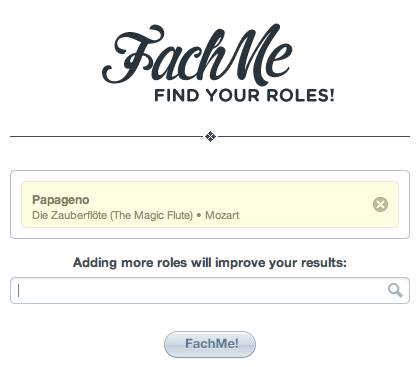 FachMe
FIND YOUR ROLES!
Papageno
Die Zauberflöte (The Magic Flute) • Mozart
Adding more roles will improve your results:
FachMe!